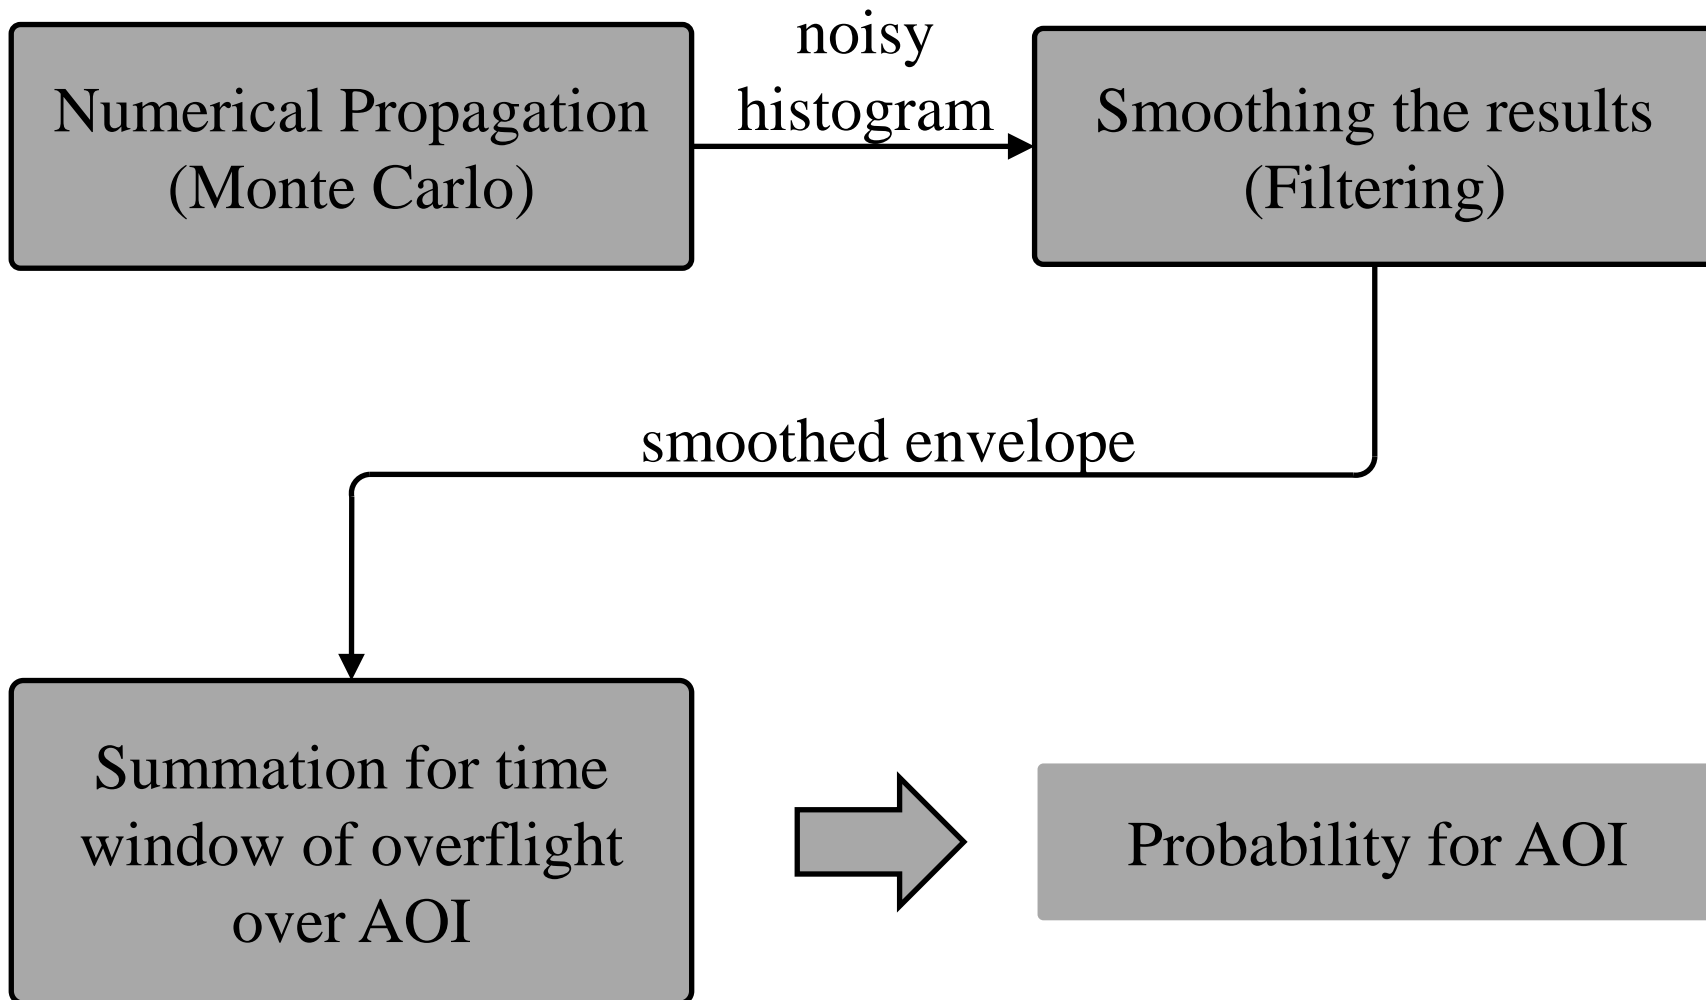 Numerical Propagation
(Monte Carlo)
noisy
histogram
Smoothing the results
(Filtering)
smoothed envelope
Summation for time
window of overflight
over AOI
Probability for AOI